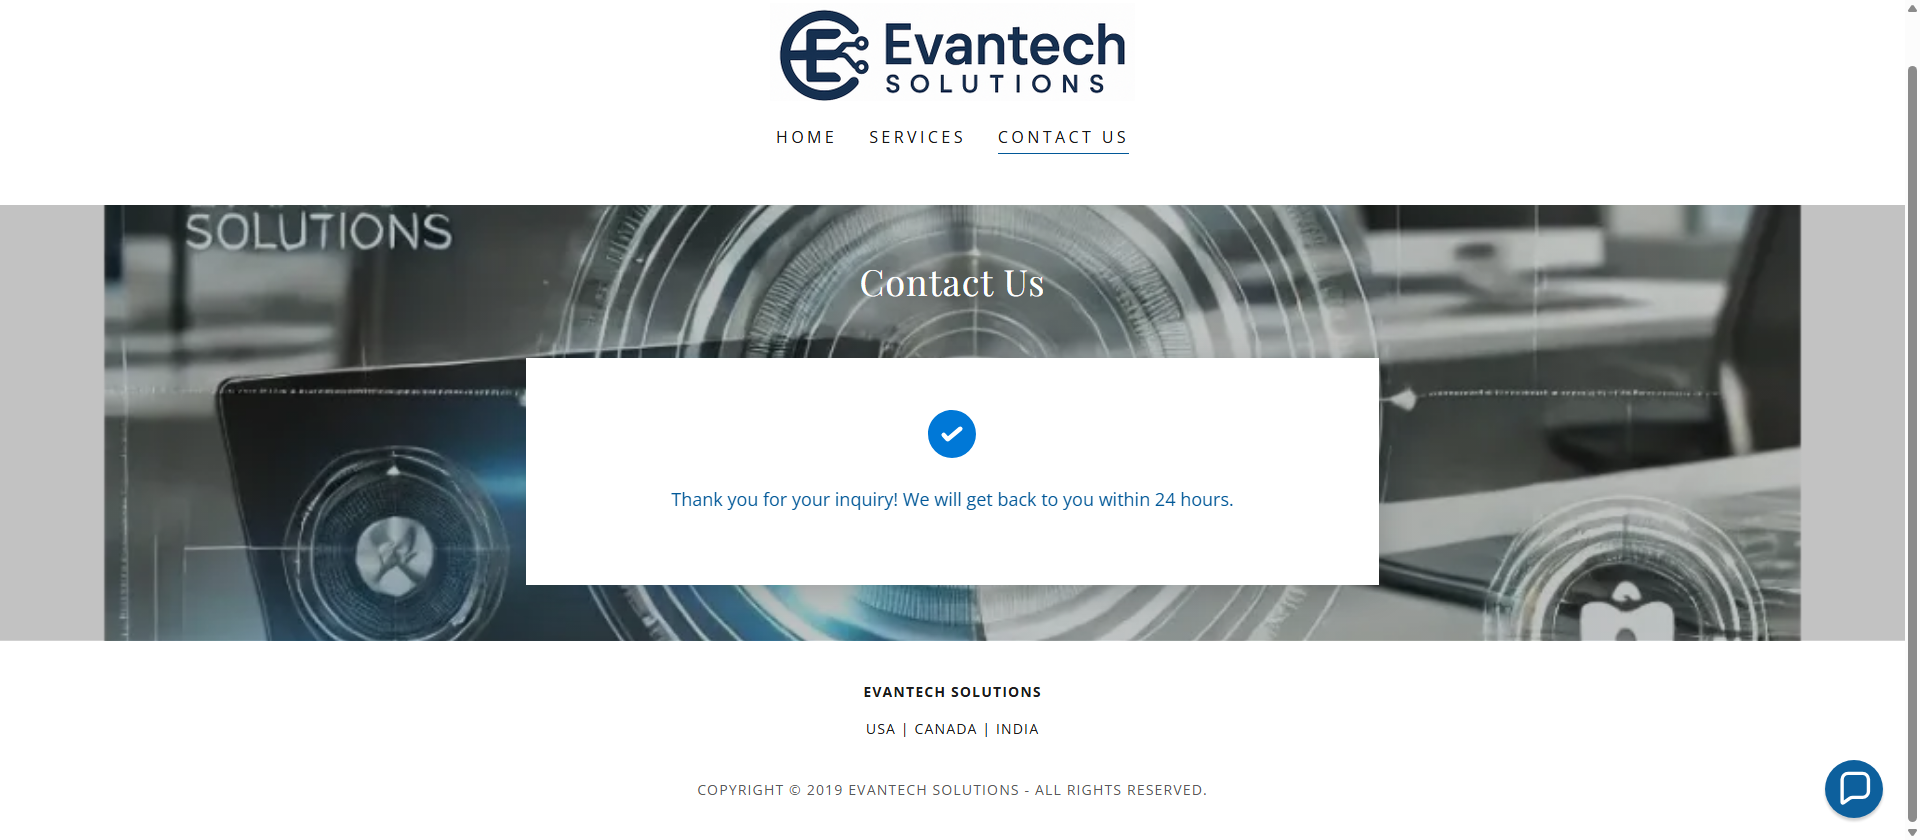 Evantech
SOLUTIONS
HOME SERVICES CONTACT US
SOLUTIONS
Contact Us
Thank you for your inquiry! We will get back to you within 24 hours.
EVANTECH SOLUTIONS
USA | CANADA | INDIA
COPYRIGHT © 2019 EVANTECH SOLUTIONS - ALL RIGHTS RESERVED.